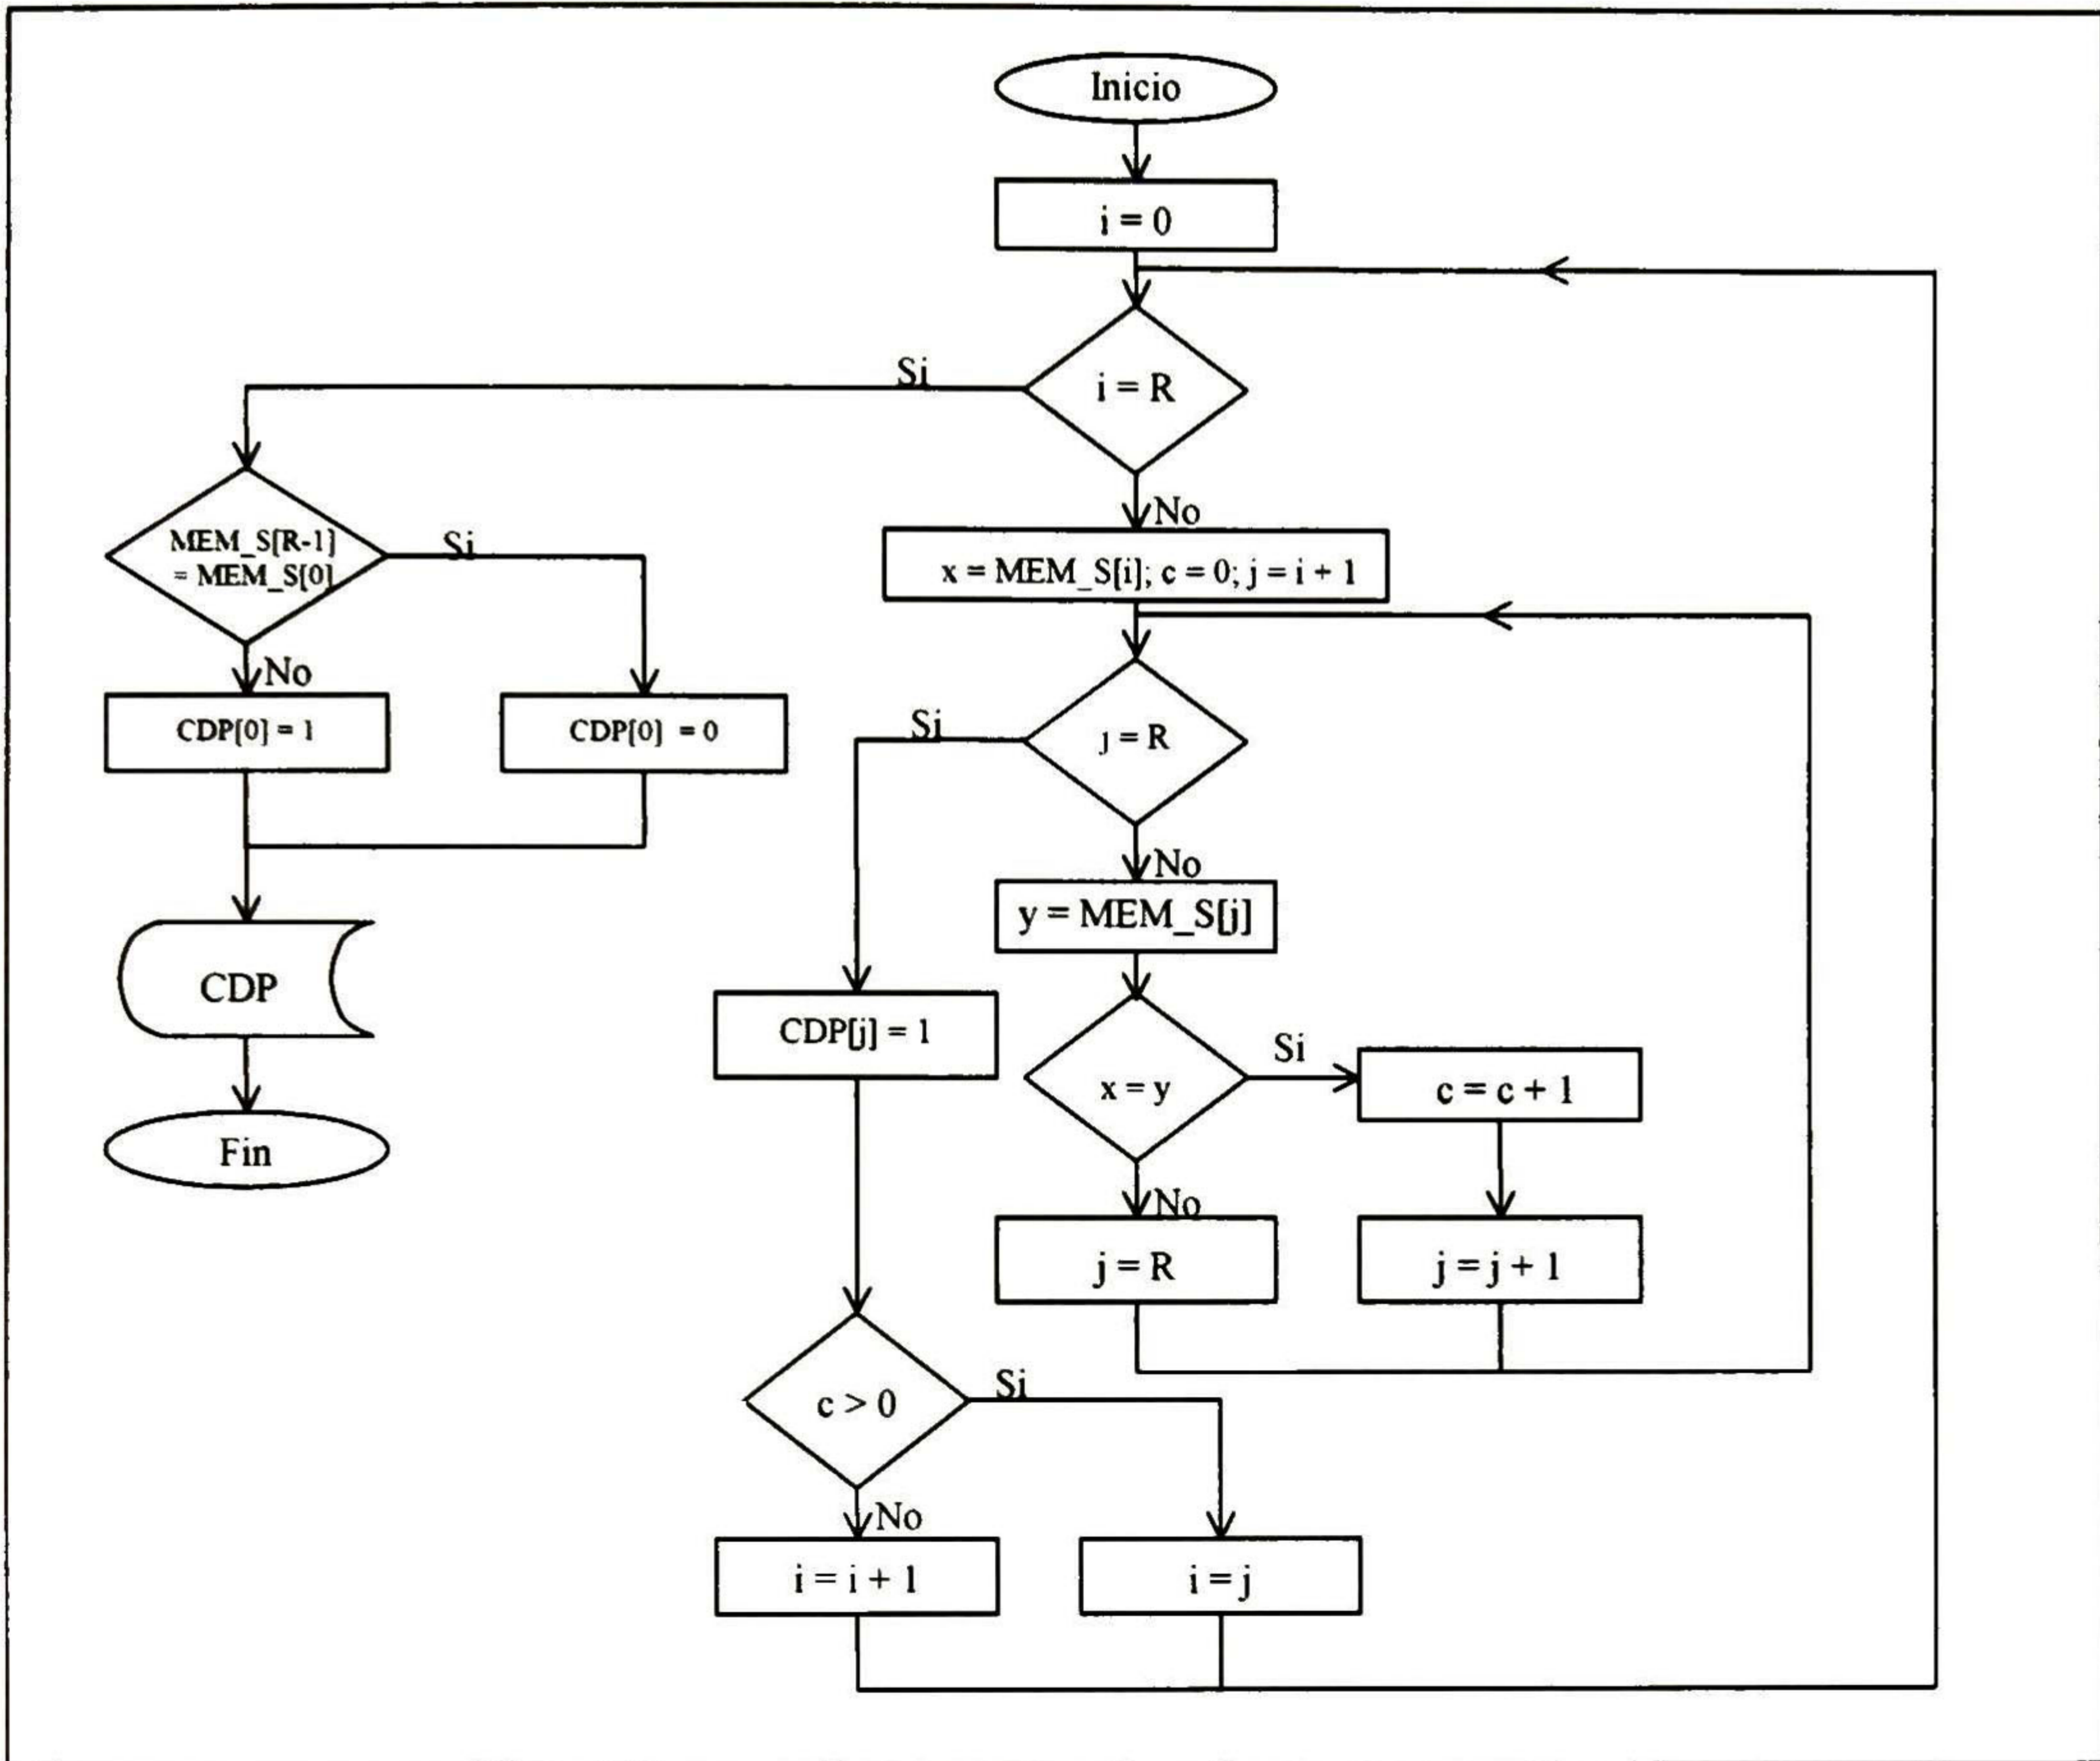 Inicio
i = 0
Si
i = R
No
MEM_S[R-1]
= MEM_S[0]
Si
x = MEM_S[i]; c = 0; j = i + 1
No
CDP[0] = 1
CDP[0] = 0
Si
j = R
No
y = MEM_S[j]
CDP
CDP[j] = 1
x = y
Si
c = c + 1
Fin
No
j = R
j = j + 1
c > 0
Si
No
i = i + 1
i = j